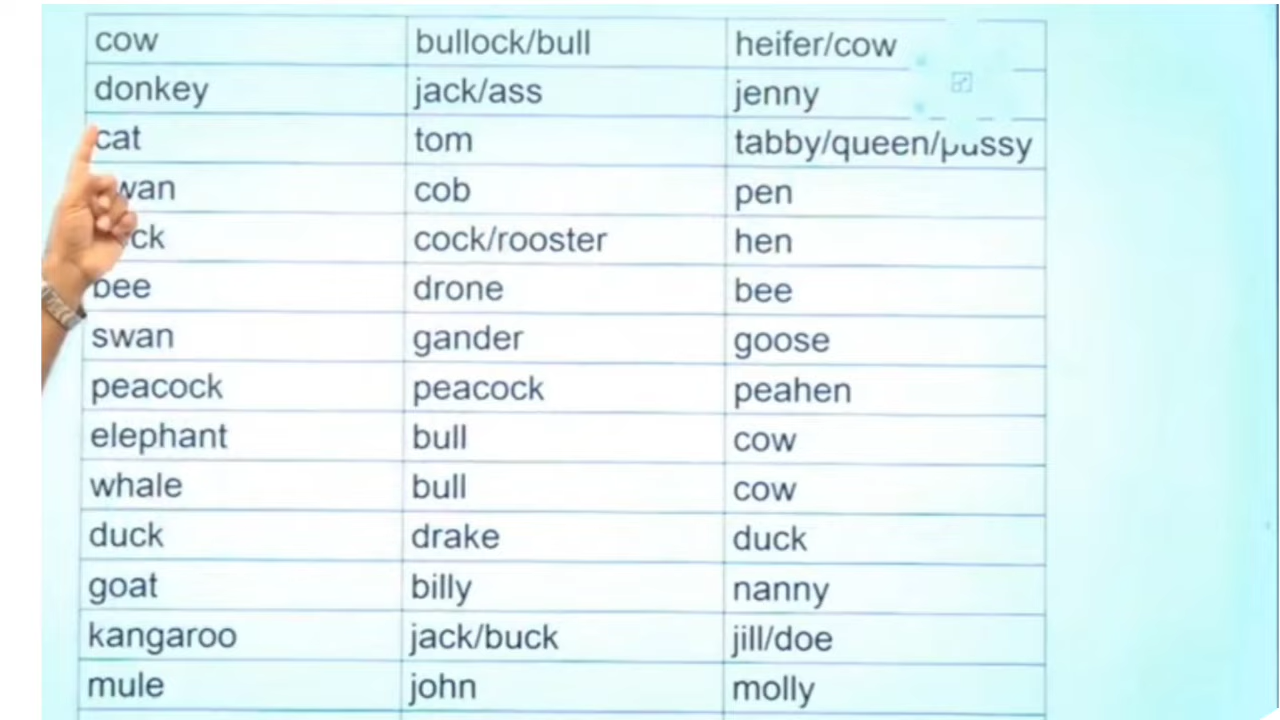 cow bullock/bull heifer/cow
donkey jack/ass jenny
cat tom tabby/queen/pussy
cob pen
cock/rooster hen
bee drone bee
swan gander goose
peacock peacock peahen
elephant bull cow
whale bull cow
duck drake duck
goat billy nanny
kangaroo jack/buck jill/doe
mule john molly